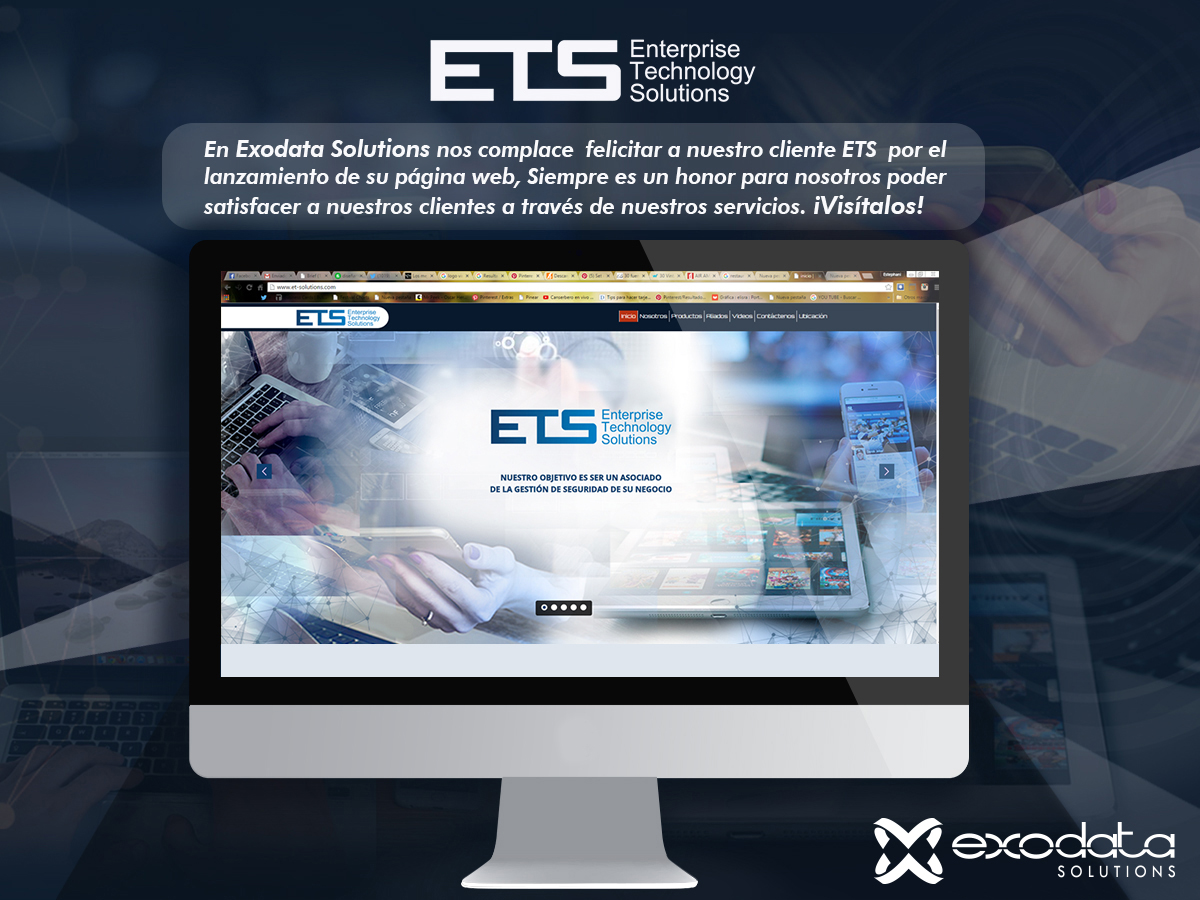 ETS Enterprise
Technology
Solutions
En Exodata Solutions nos complace felicitar a nuestro cliente ETS por el
lanzamiento de su página web, Siempre es un honor para nosotros poder
satisfacer a nuestros clientes a través de nuestros servicios. ¡Visítalos!
www.et-solutions.com
ETS Enterprise
Technology
Solutions
Inicio Nosotros Productos Aliados Videos Contáctenos Ubicación
ETS Enterprise
Technology
Solutions
NUESTRO OBJETIVO ES SER UN ASOCIADO
DE LA GESTIÓN DE SEGURIDAD DE SU NEGOCIO
exodata
SOLUTIONS